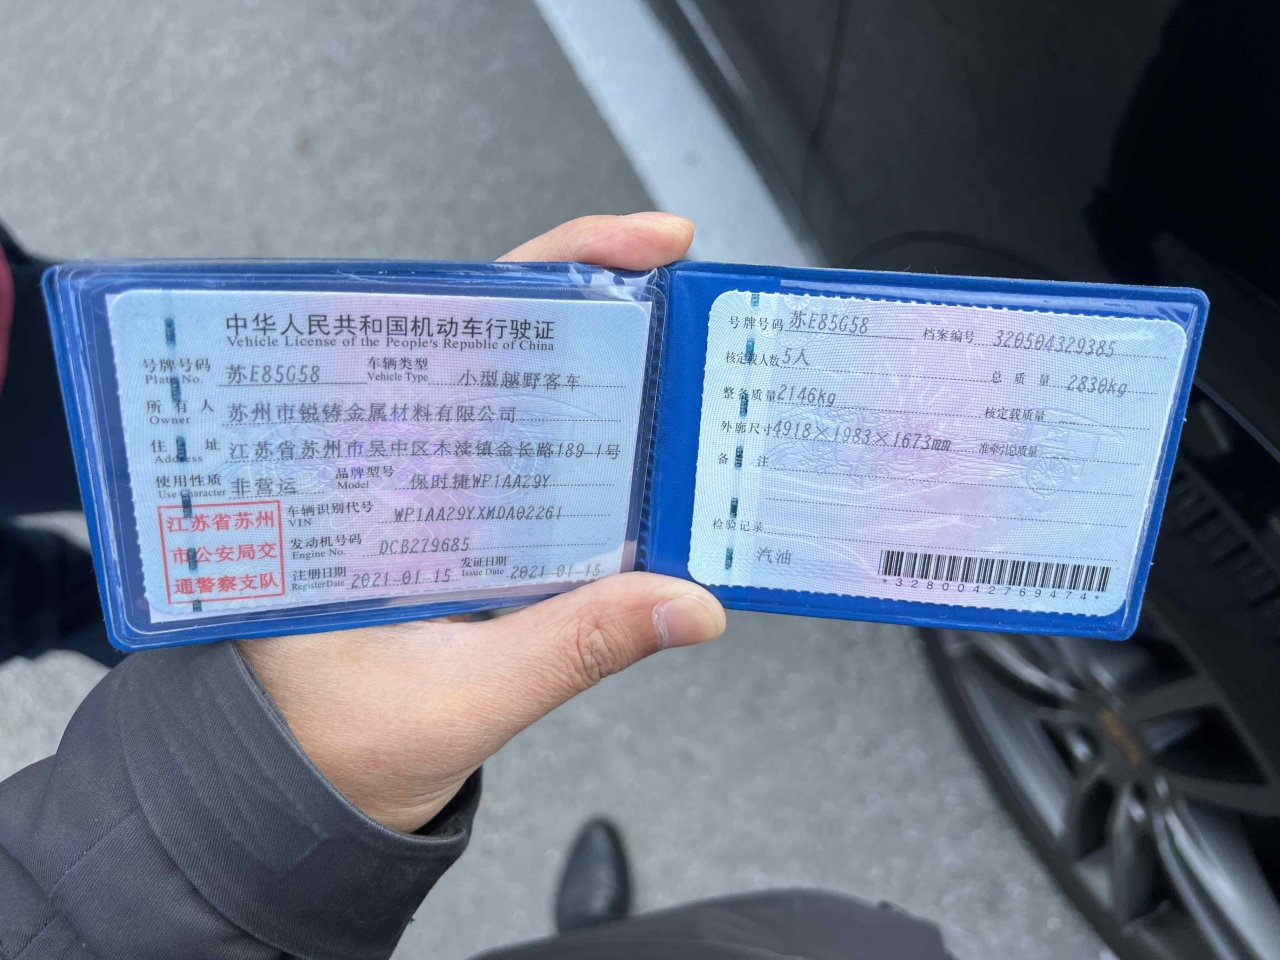 中华人民共和国机动车行驶证
Vehicle License of the People's Republic of China
号牌号码 苏E85G58 车辆类型 小型越野客车
Plate No. Vehicle Type
所有人 苏州市锐铸金属材料有限公司
Owner
住址 江苏省苏州市吴中区木渎镇金长路189-1号
Address
使用性质 非营运 品牌型号 保时捷WP1AA29Y
Use Character Model
江苏省苏州
市公安局交
通警察支队
车辆识别代号 WP1AA29YXMDA02261
VIN
发动机号码 DCB279685
Engine No.
注册日期 2021-01-15 发证日期 2021-01-15
Register Date Issue Date
号牌号码 苏E85G58 档案编号 320504329385
核定载人数 5人 总质量 2830kg
整备质量 2146kg 核定载质量
外廓尺寸 4918×1983×1673mm 准牵引总质量
备注
检验记录
汽油
*3280042769474*